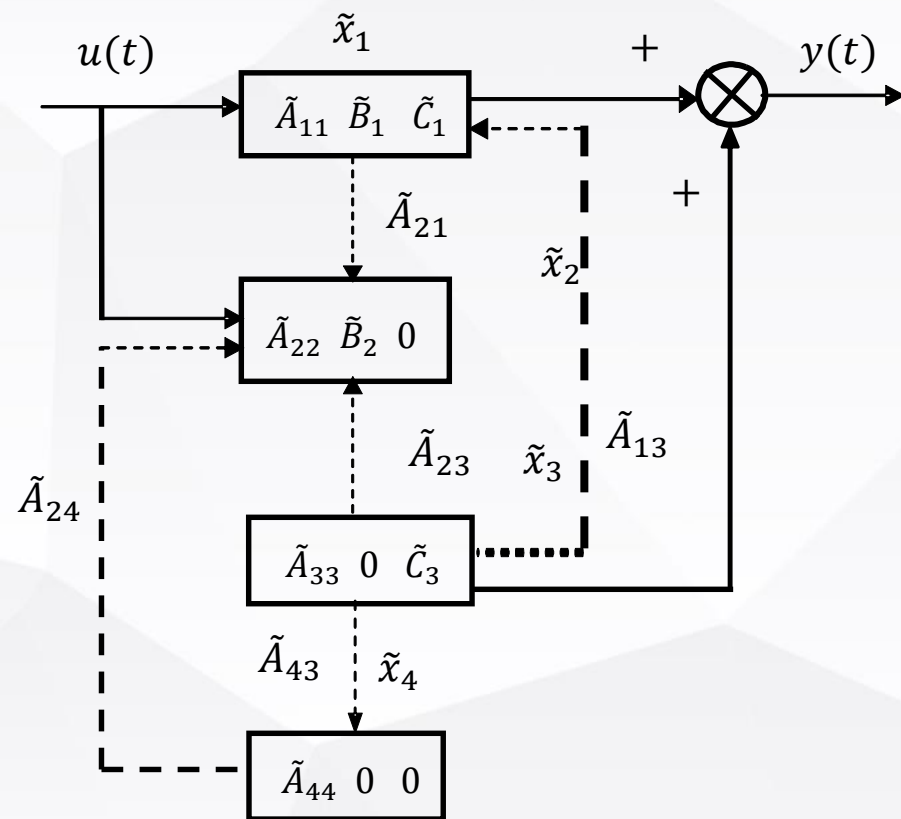 x̃₁
u(t)
+
y(t)
Ã₁₁ B̃₁ C̃₁
Ã₂₁
+
x̃₂
Ã₂₂ B̃₂ 0
Ã₂₃
x̃₃
Ã₁₃
Ã₂₄
Ã₃₃ 0 C̃₃
Ã₄₃
x̃₄
Ã₄₄ 0 0